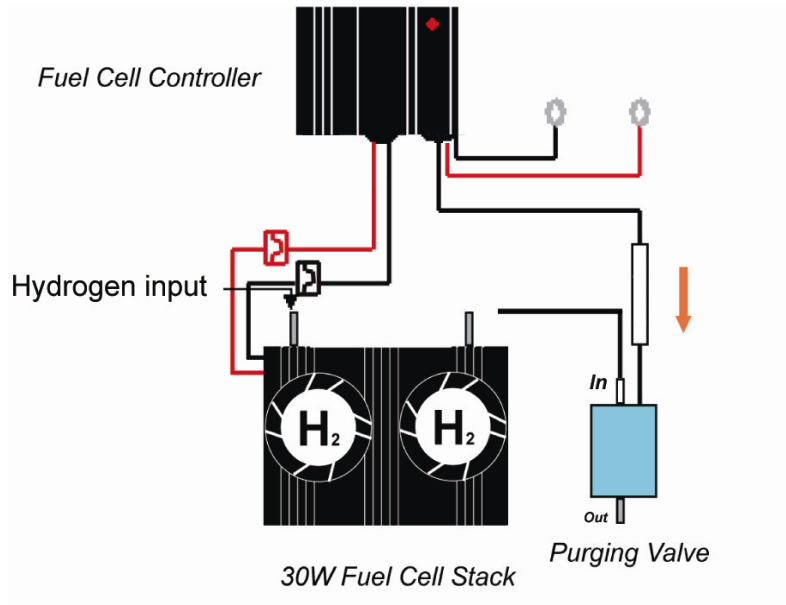 Fuel Cell Controller
Hydrogen input
In
H2
H2
Out
Purging Valve
30W Fuel Cell Stack